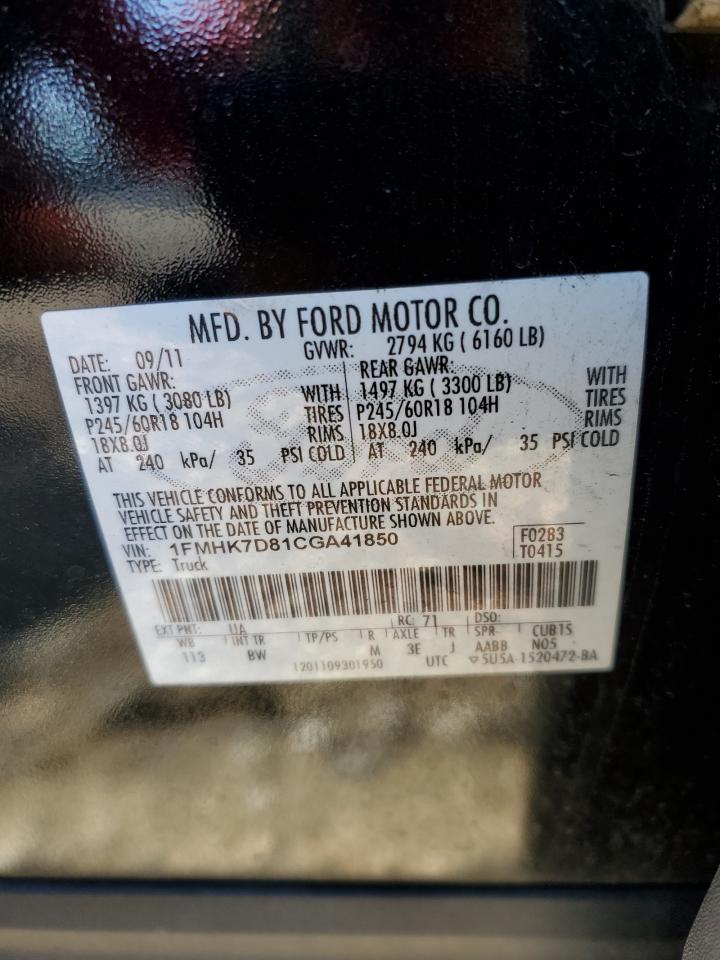 MFD. BY FORD MOTOR CO.
DATE: 09/11 GVWR: 2794 KG ( 6160 LB)
FRONT GAWR: REAR GAWR:
1397 KG ( 3080 LB) WITH 1497 KG ( 3300 LB) WITH
P245/60R18 104H TIRES P245/60R18 104H TIRES
18X8.0J RIMS 18X8.0J RIMS
AT 240 kPa/ 35 PSI COLD AT 240 kPa/ 35 PSI COLD
THIS VEHICLE CONFORMS TO ALL APPLICABLE FEDERAL MOTOR
VEHICLE SAFETY AND THEFT PREVENTION STANDARDS IN
EFFECT ON THE DATE OF MANUFACTURE SHOWN ABOVE.
VIN: 1FMHK7D81CGA41850 F0283
TYPE: Truck T0415
EXT PNT: UA RC: 71 DSO:
WB INT TR TP/PS R AXLE TR SPR CUB1S
113 BW M 3E J AABB N05
1201109301950 UTC ▽5U5A-1520472-BA